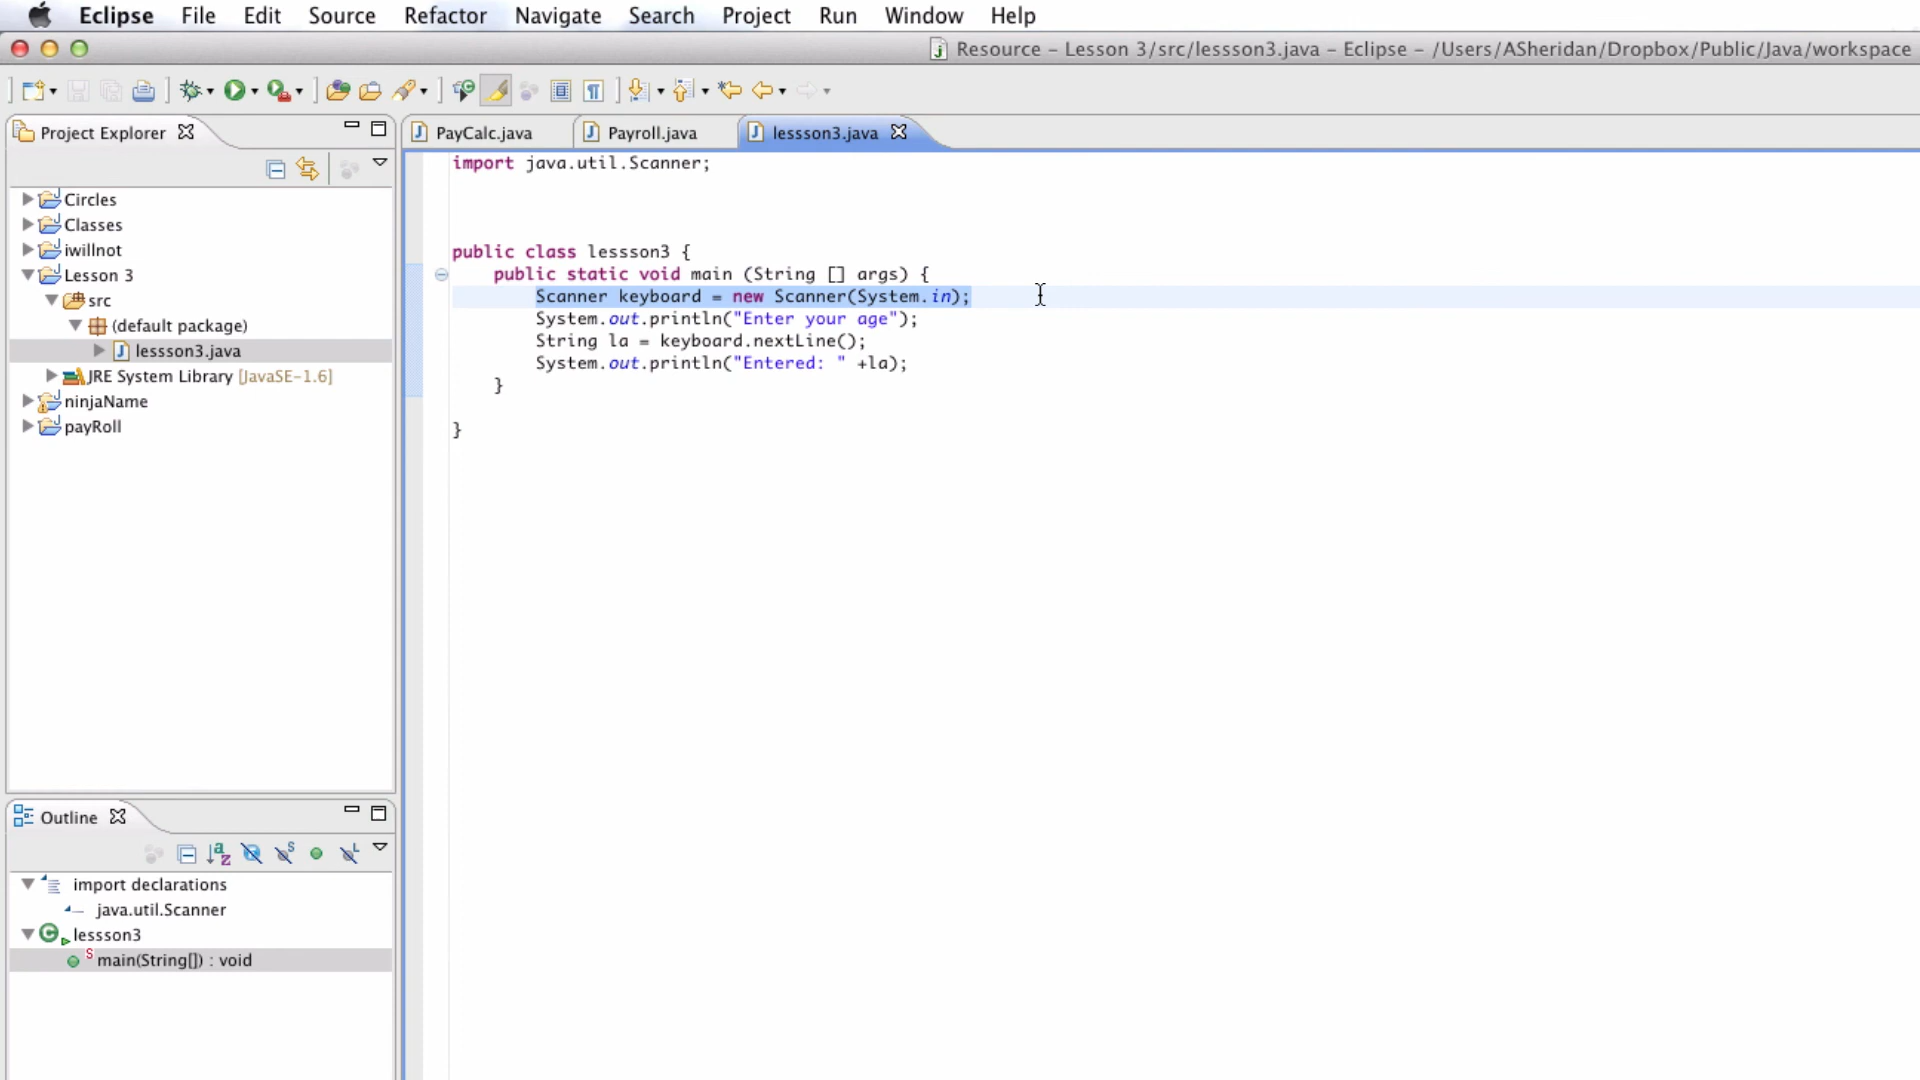 Eclipse File Edit Source Refactor Navigate Search Project Run Window Help
Resource – Lesson 3/src/lessson3.java – Eclipse – /Users/ASheridan/Dropbox/Public/Java/workspace
Project Explorer
PayCalc.java
Payroll.java
lessson3.java
Circles
Classes
iwillnot
Lesson 3
src
(default package)
lessson3.java
JRE System Library [JavaSE-1.6]
ninjaName
payRoll
import java.util.Scanner;
public class lessson3 {
public static void main (String [] args) {
Scanner keyboard = new Scanner(System.in);
System.out.println("Enter your age");
String la = keyboard.nextLine();
System.out.println("Entered: " +la);
}
}
Outline
import declarations
java.util.Scanner
lessson3
main(String[]) : void